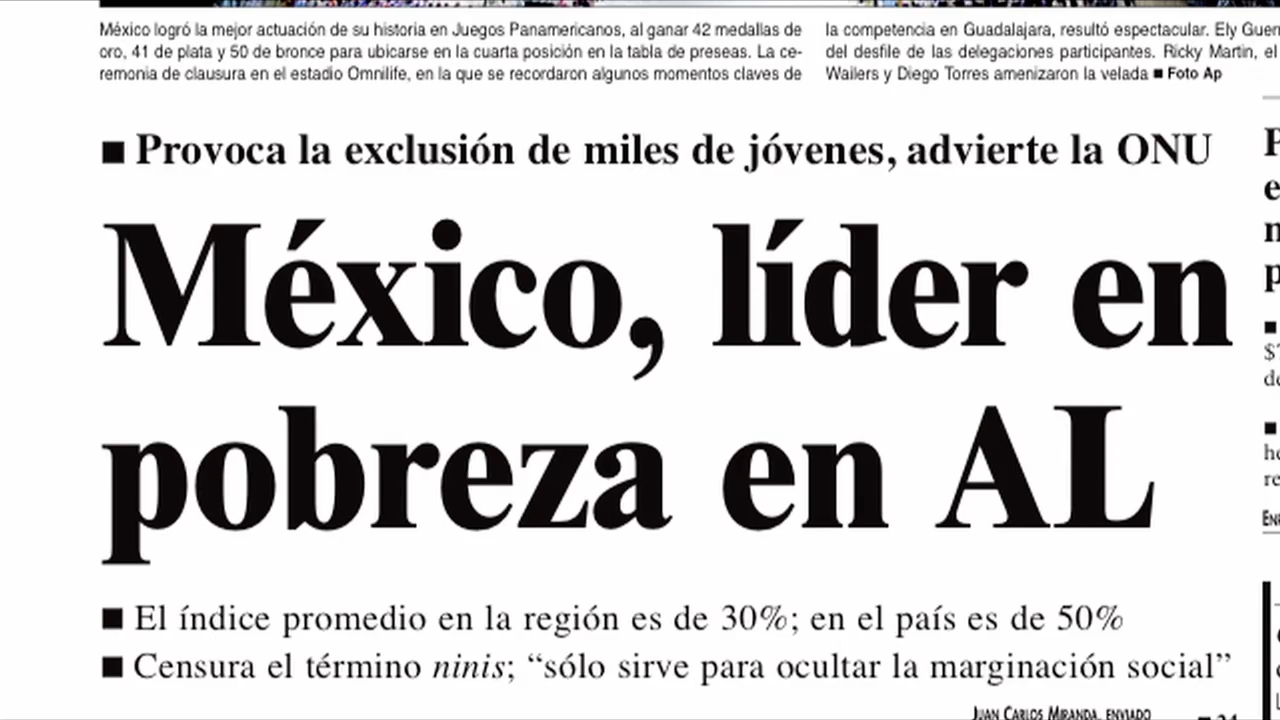 México logró la mejor actuación de su historia en Juegos Panamericanos, al ganar 42 medallas de
oro, 41 de plata y 50 de bronce para ubicarse en la cuarta posición en la tabla de preseas. La ce-
remonia de clausura en el estadio Omnilife, en la que se recordaron algunos momentos claves de
la competencia en Guadalajara, resultó espectacular. Ely
del desfile de las delegaciones participantes. Ricky Martin, el
Wailers y Diego Torres amenizaron la velada ■ Foto Ap
■ Provoca la exclusión de miles de jóvenes, advierte la ONU
México, líder en
pobreza en AL
■ El índice promedio en la región es de 30%; en el país es de 50%
■ Censura el término ninis; “sólo sirve para ocultar la marginación social”
JUAN CARLOS MIRANDA, ENVIADO